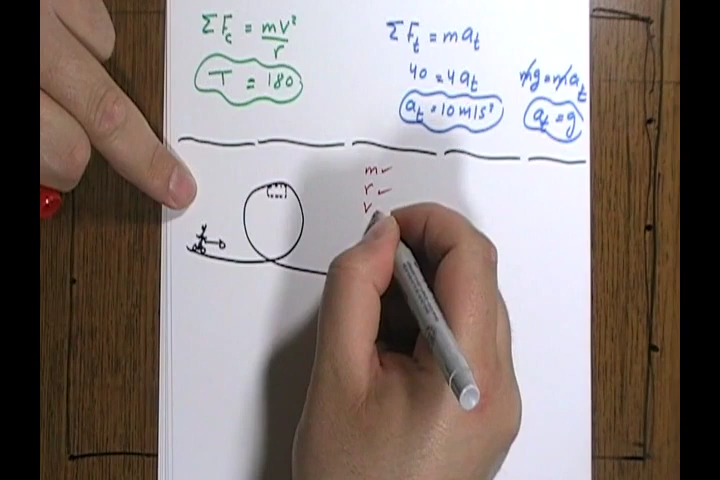 ΣF_c = mv²/r
T = 180
ΣF_t = ma_t
40 = 4a_t
a_t = 10 m/s²
mg = ma_t
a_t = g
m ✓
r ✓
v